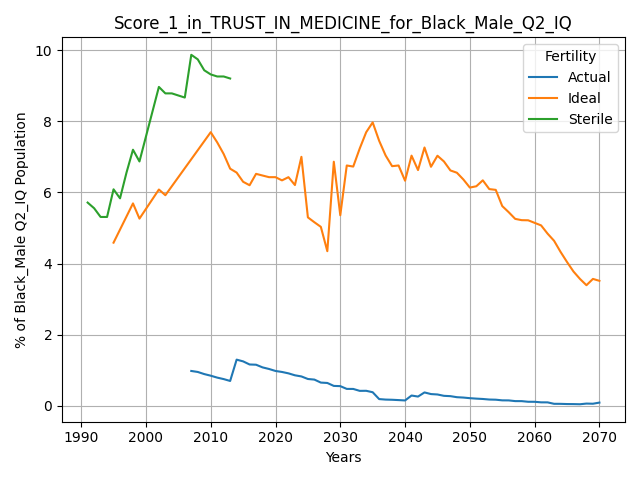 Score_1_in_TRUST_IN_MEDICINE_for_Black_Male_Q2_IQ
% of Black_Male Q2_IQ Population
10
8
6
4
2
0
Fertility
Actual
Ideal
Sterile
1990 2000 2010 2020 2030 2040 2050 2060 2070
Years